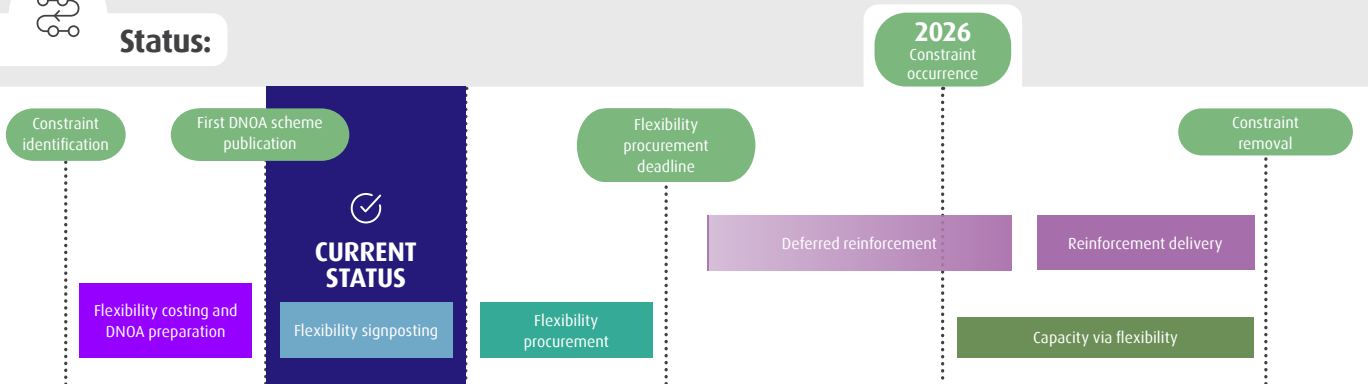 Status:
2026
Constraint
occurrence
Constraint
identification
First DNOA scheme
publication
Flexibility
procurement
deadline
Constraint
removal
CURRENT
STATUS
Deferred reinforcement
Reinforcement delivery
Flexibility costing and
DNOA preparation
Flexibility signposting
Flexibility
procurement
Capacity via flexibility